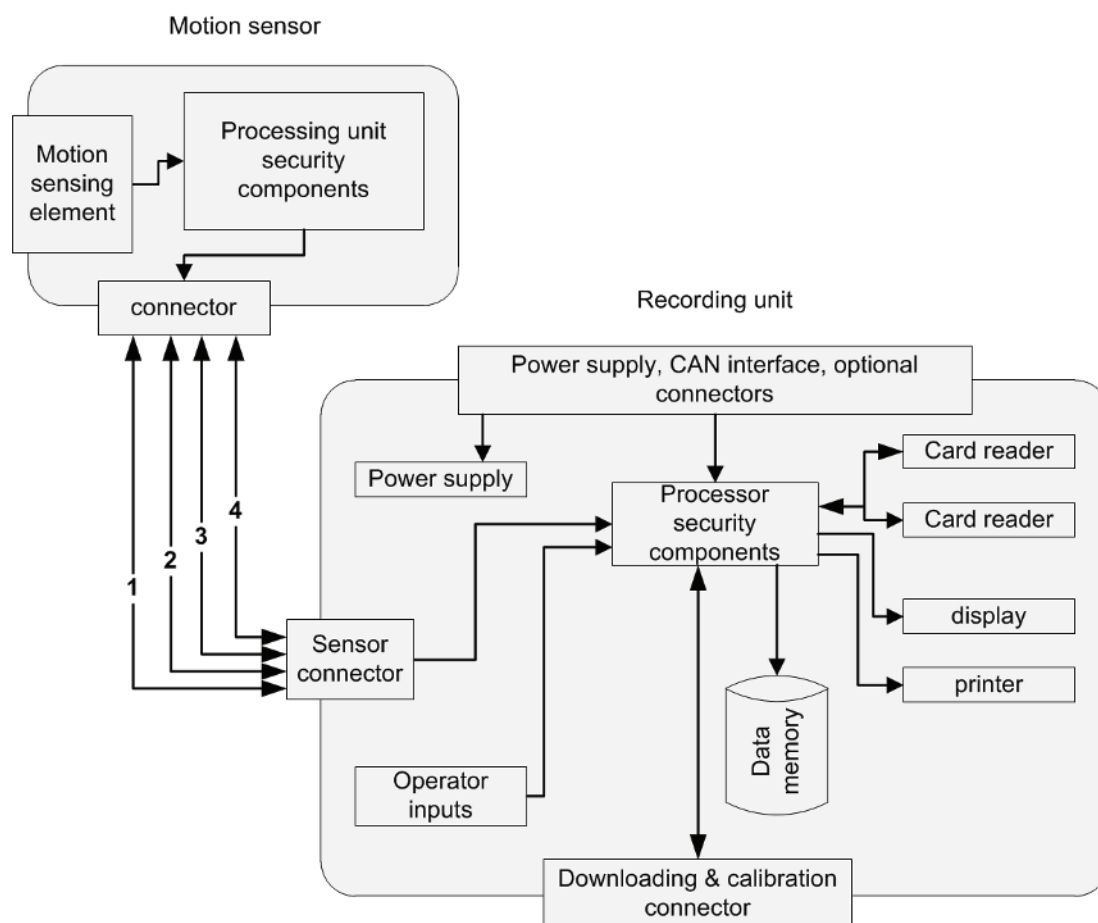 Motion sensor
Processing unit
security
components
Motion
sensing
element
connector
Recording unit
Power supply, CAN interface, optional
connectors
Power supply
Card reader
Card reader
Processor
security
components
4
3
2
1
Sensor
connector
display
printer
Data
memory
Operator
inputs
Downloading & calibration
connector